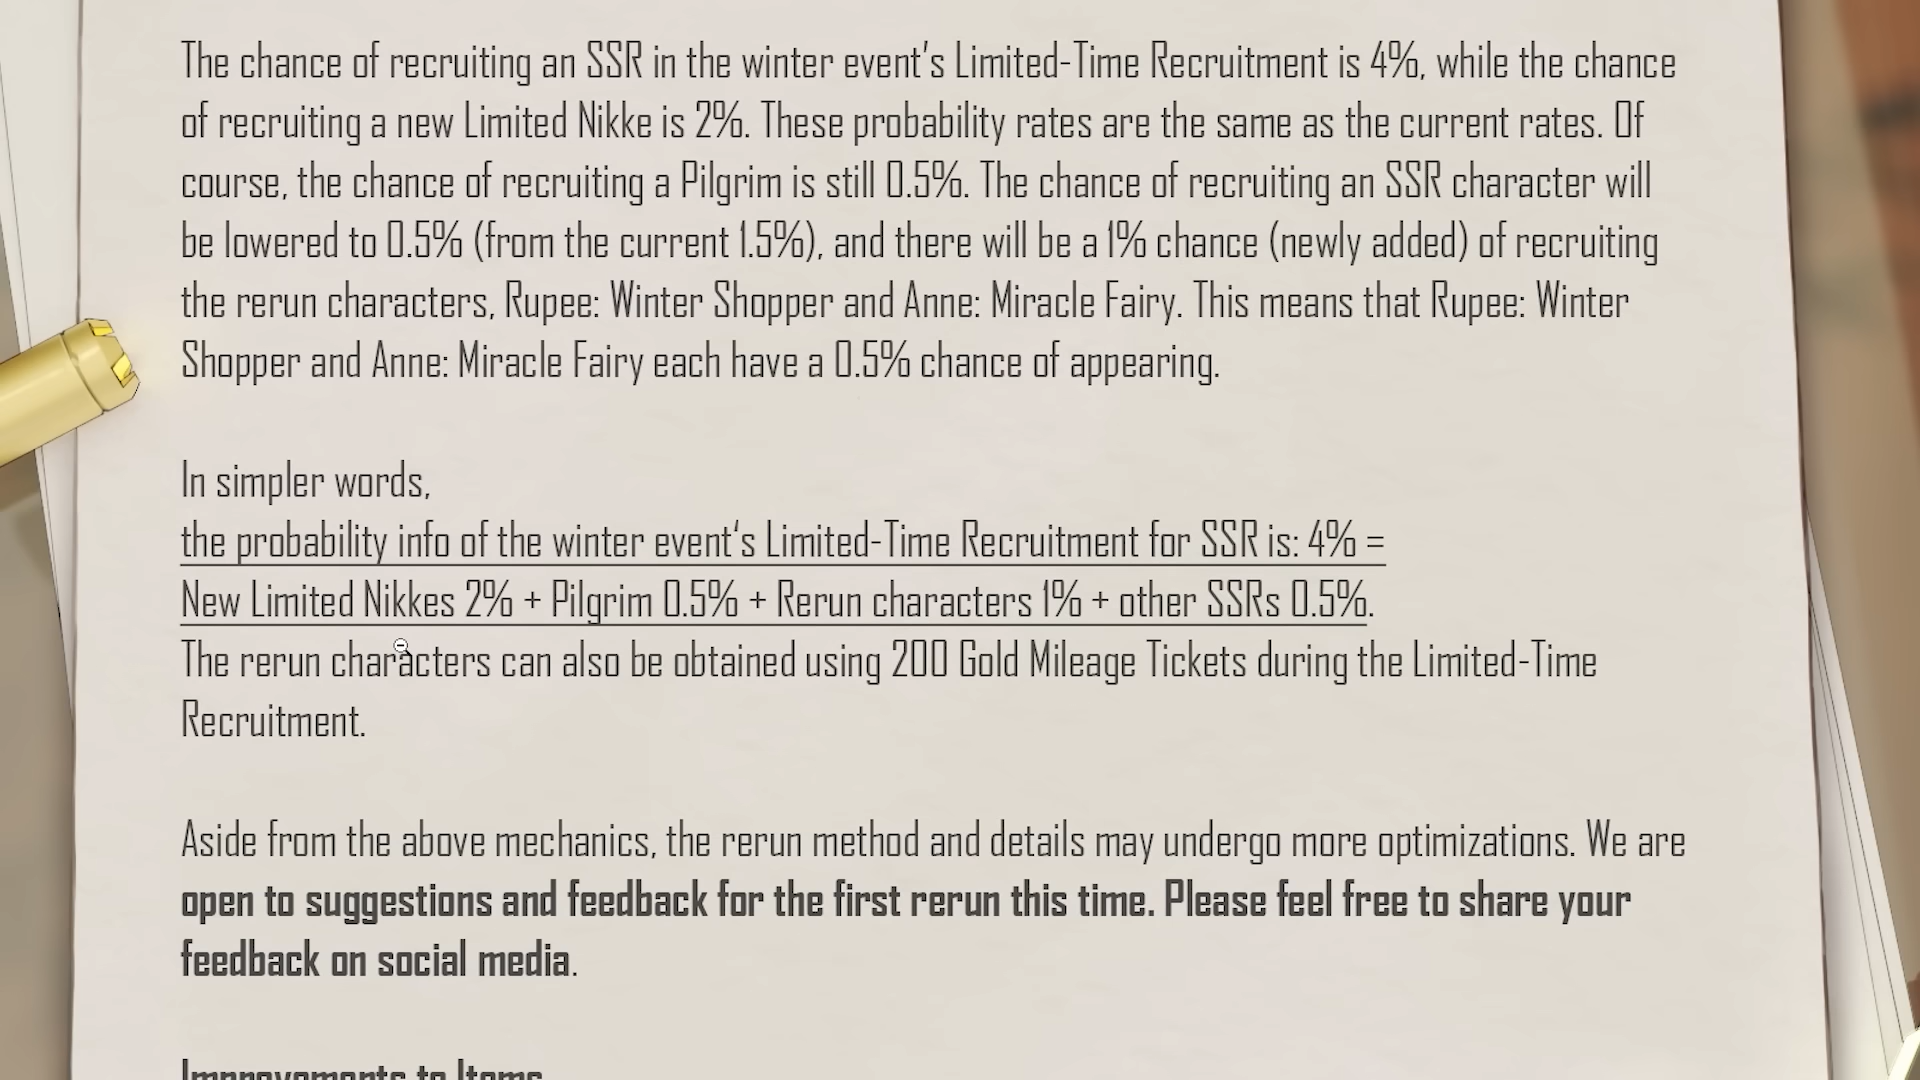 The chance of recruiting an SSR in the winter event's Limited-Time Recruitment is 4%, while the chance
of recruiting a new Limited Nikke is 2%. These probability rates are the same as the current rates. Of
course, the chance of recruiting a Pilgrim is still 0.5%. The chance of recruiting an SSR character will
be lowered to 0.5% (from the current 1.5%), and there will be a 1% chance (newly added) of recruiting
the rerun characters, Rupee: Winter Shopper and Anne: Miracle Fairy. This means that Rupee: Winter
Shopper and Anne: Miracle Fairy each have a 0.5% chance of appearing.
In simpler words,
the probability info of the winter event‘s Limited-Time Recruitment for SSR is: 4% =
New Limited Nikkes 2% + Pilgrim 0.5% + Rerun characters 1% + other SSRs 0.5%.
The rerun characters can also be obtained using 200 Gold Mileage Tickets during the Limited-Time
Recruitment.
Aside from the above mechanics, the rerun method and details may undergo more optimizations. We are
open to suggestions and feedback for the first rerun this time. Please feel free to share your
feedback on social media.
Improvements to Items